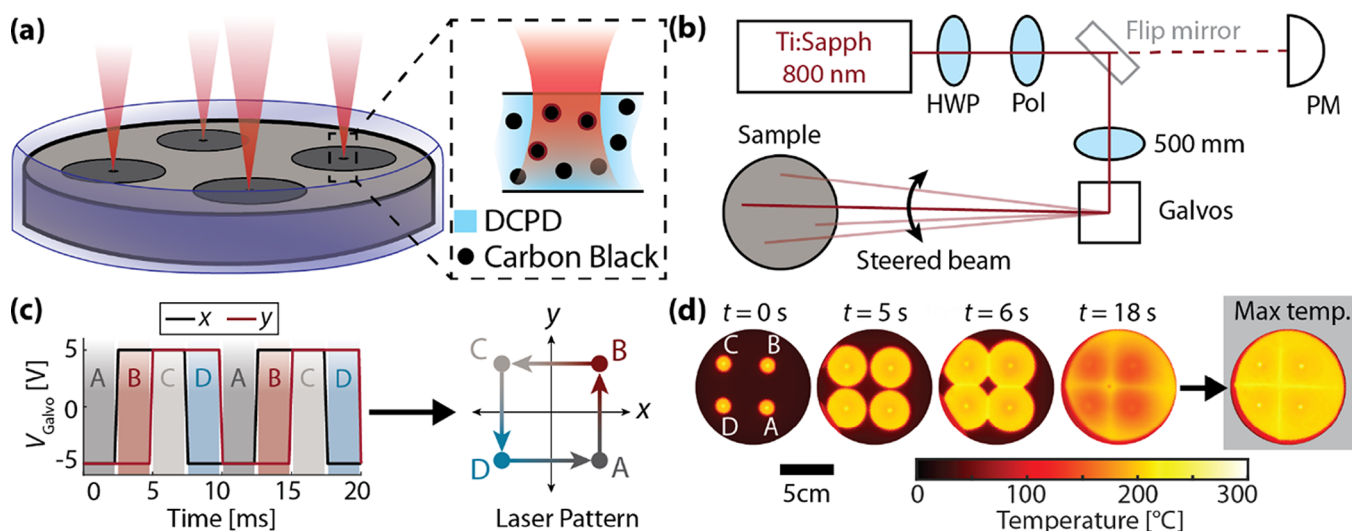 (a)
DCPD
Carbon Black
(b)
Ti:Sapph
800 nm
HWP
Pol
Flip mirror
PM
500 mm
Galvos
Sample
Steered beam
(c)
x y
5
0
-5
V_Galvo [V]
A B C D A B C D
0 5 10 15 20
Time [ms]
y
C B
x
D A
Laser Pattern
(d)
t = 0 s t = 5 s t = 6 s t = 18 s Max temp.
C B
D A
5cm
0 100 200 300
Temperature [°C]